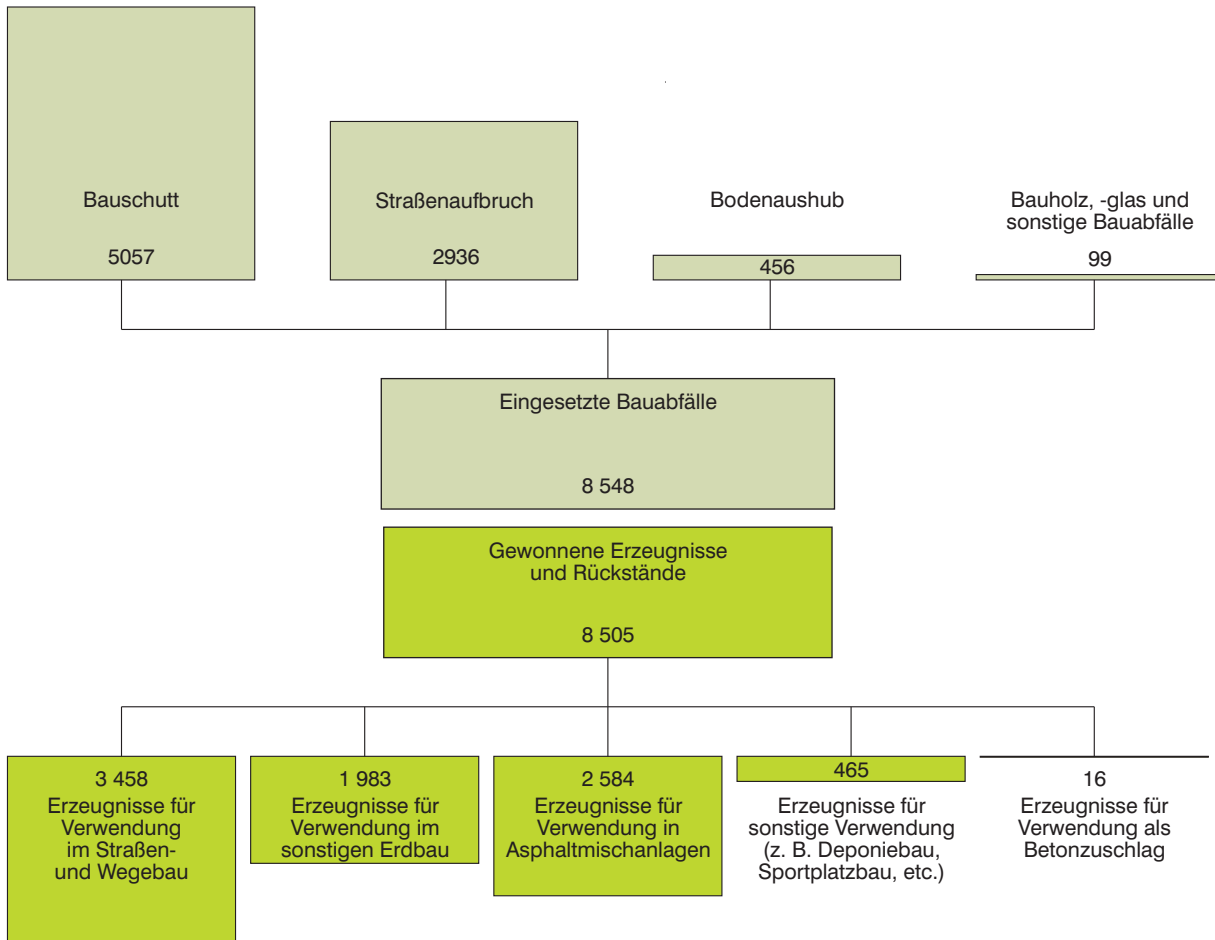 Bauschutt
5057
Straßenaufbruch
2936
Bodenaushub
456
Bauholz, -glas und
sonstige Bauabfälle
99
Eingesetzte Bauabfälle
8 548
Gewonnene Erzeugnisse
und Rückstände
8 505
3 458
Erzeugnisse für
Verwendung
im Straßen-
und Wegebau
1 983
Erzeugnisse für
Verwendung im
sonstigen Erdbau
2 584
Erzeugnisse für
Verwendung in
Asphaltmischanlagen
465
Erzeugnisse für
sonstige Verwendung
(z. B. Deponiebau,
Sportplatzbau, etc.)
16
Erzeugnisse für
Verwendung als
Betonzuschlag